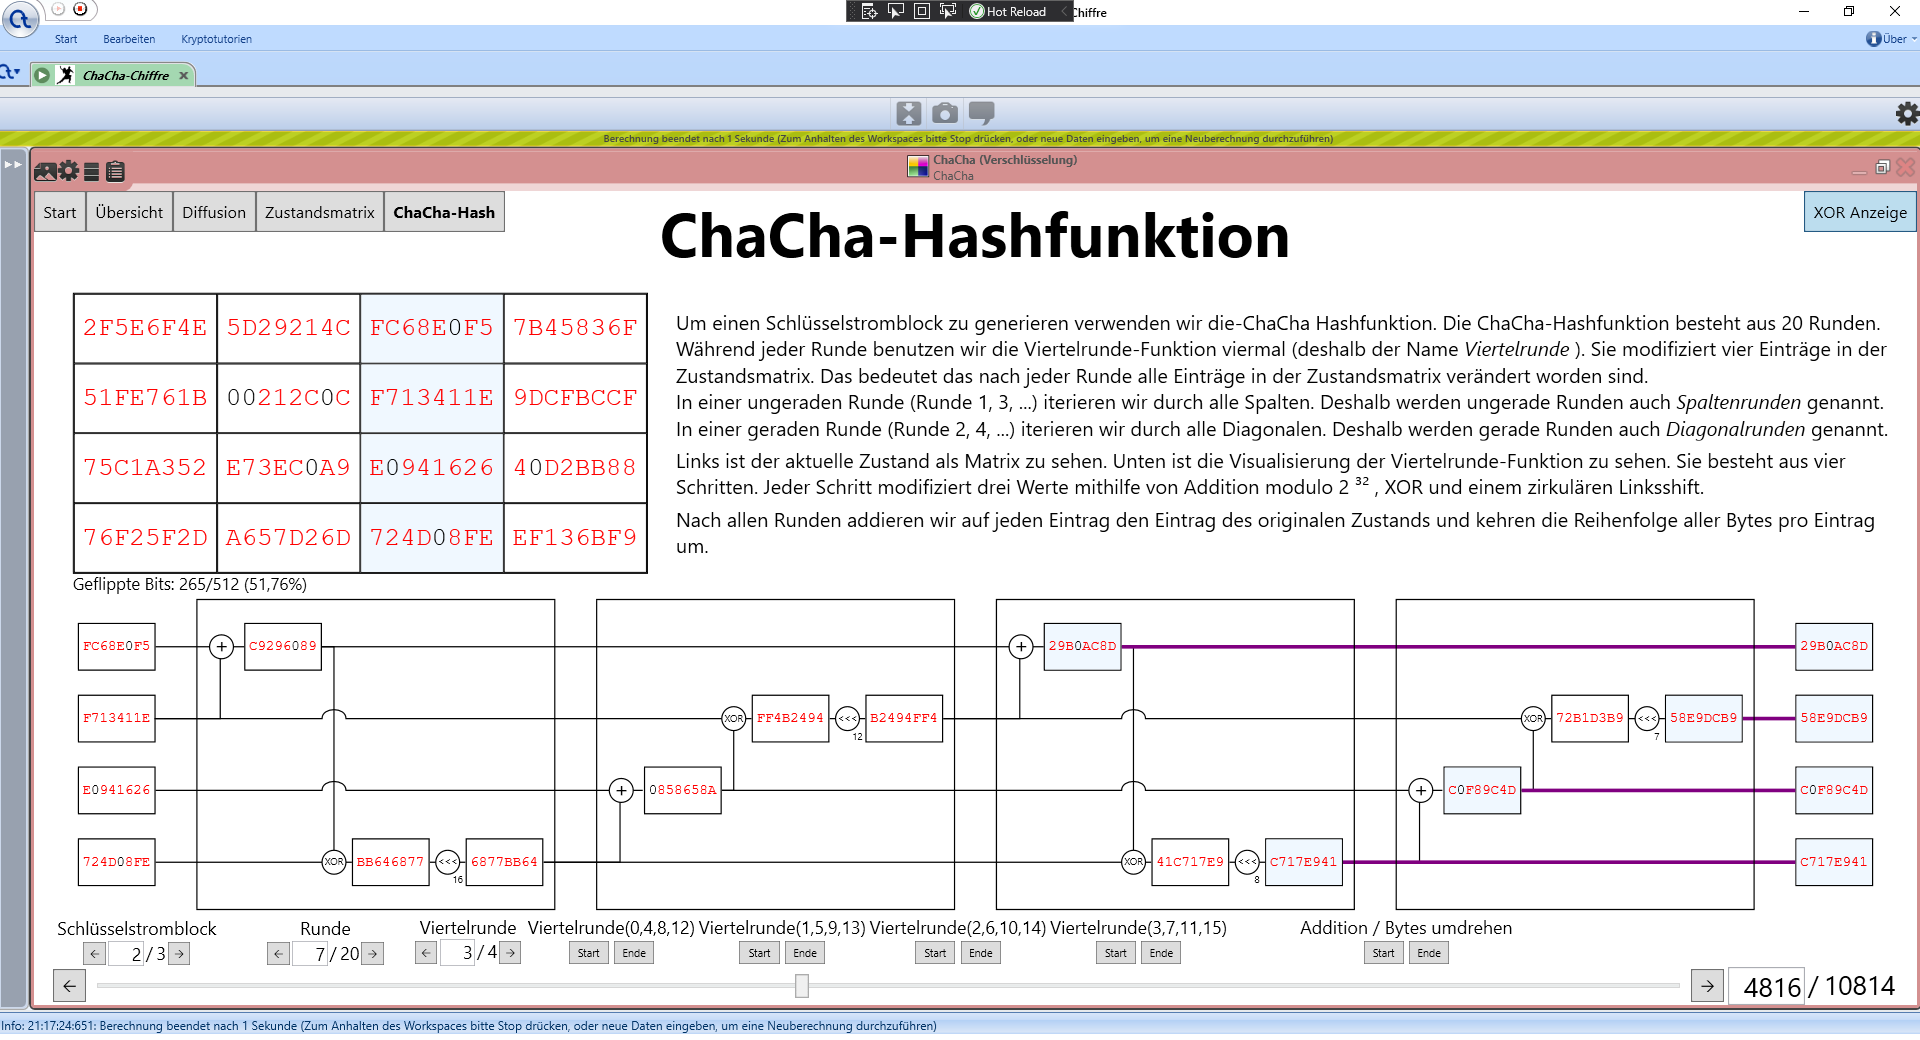 Hot Reload
Chiffre
Start Bearbeiten Kryptotutorien
Über
ChaCha-Chiffre
Berechnung beendet nach 1 Sekunde (Zum Anhalten des Workspaces bitte Stop drücken, oder neue Daten eingeben, um eine Neuberechnung durchzuführen)
ChaCha (Verschlüsselung)
ChaCha
Start Übersicht Diffusion Zustandsmatrix ChaCha-Hash
XOR Anzeige
ChaCha-Hashfunktion
2F5E6F4E 5D29214C FC68E0F5 7B45836F
51FE761B 00212C0C F713411E 9DCFBCCF
75C1A352 E73EC0A9 E0941626 40D2BB88
76F25F2D A657D26D 724D08FE EF136BF9
Geflippte Bits: 265/512 (51,76%)
Um einen Schlüsselstromblock zu generieren verwenden wir die-ChaCha Hashfunktion. Die ChaCha-Hashfunktion besteht aus 20 Runden.
Während jeder Runde benutzen wir die Viertelrunde-Funktion viermal (deshalb der Name Viertelrunde ). Sie modifiziert vier Einträge in der
Zustandsmatrix. Das bedeutet das nach jeder Runde alle Einträge in der Zustandsmatrix verändert worden sind.
In einer ungeraden Runde (Runde 1, 3, ...) iterieren wir durch alle Spalten. Deshalb werden ungerade Runden auch Spaltenrunden genannt.
In einer geraden Runde (Runde 2, 4, ...) iterieren wir durch alle Diagonalen. Deshalb werden gerade Runden auch Diagonalrunden genannt.
Links ist der aktuelle Zustand als Matrix zu sehen. Unten ist die Visualisierung der Viertelrunde-Funktion zu sehen. Sie besteht aus vier
Schritten. Jeder Schritt modifiziert drei Werte mithilfe von Addition modulo 2 ³² , XOR und einem zirkulären Linksshift.
Nach allen Runden addieren wir auf jeden Eintrag den Eintrag des originalen Zustands und kehren die Reihenfolge aller Bytes pro Eintrag
um.
FC68E0F5 + C9296089 + 29B0AC8D 29B0AC8D
F713411E XOR FF4B2494 <<< 12 B2494FF4 XOR 72B1D3B9 <<< 7 58E9DCB9 58E9DCB9
E0941626 + 0858658A + C0F89C4D C0F89C4D
724D08FE XOR BB646877 <<< 16 6877BB64 XOR 41C717E9 <<< 8 C717E941 C717E941
Schlüsselstromblock Runde Viertelrunde Viertelrunde(0,4,8,12) Viertelrunde(1,5,9,13) Viertelrunde(2,6,10,14) Viertelrunde(3,7,11,15) Addition / Bytes umdrehen
← 2 / 3 → ← 7 / 20 → ← 3 / 4 → Start Ende Start Ende Start Ende Start Ende Start Ende
← → 4816 / 10814
Info: 21:17:24:651: Berechnung beendet nach 1 Sekunde (Zum Anhalten des Workspaces bitte Stop drücken, oder neue Daten eingeben, um eine Neuberechnung durchzuführen)